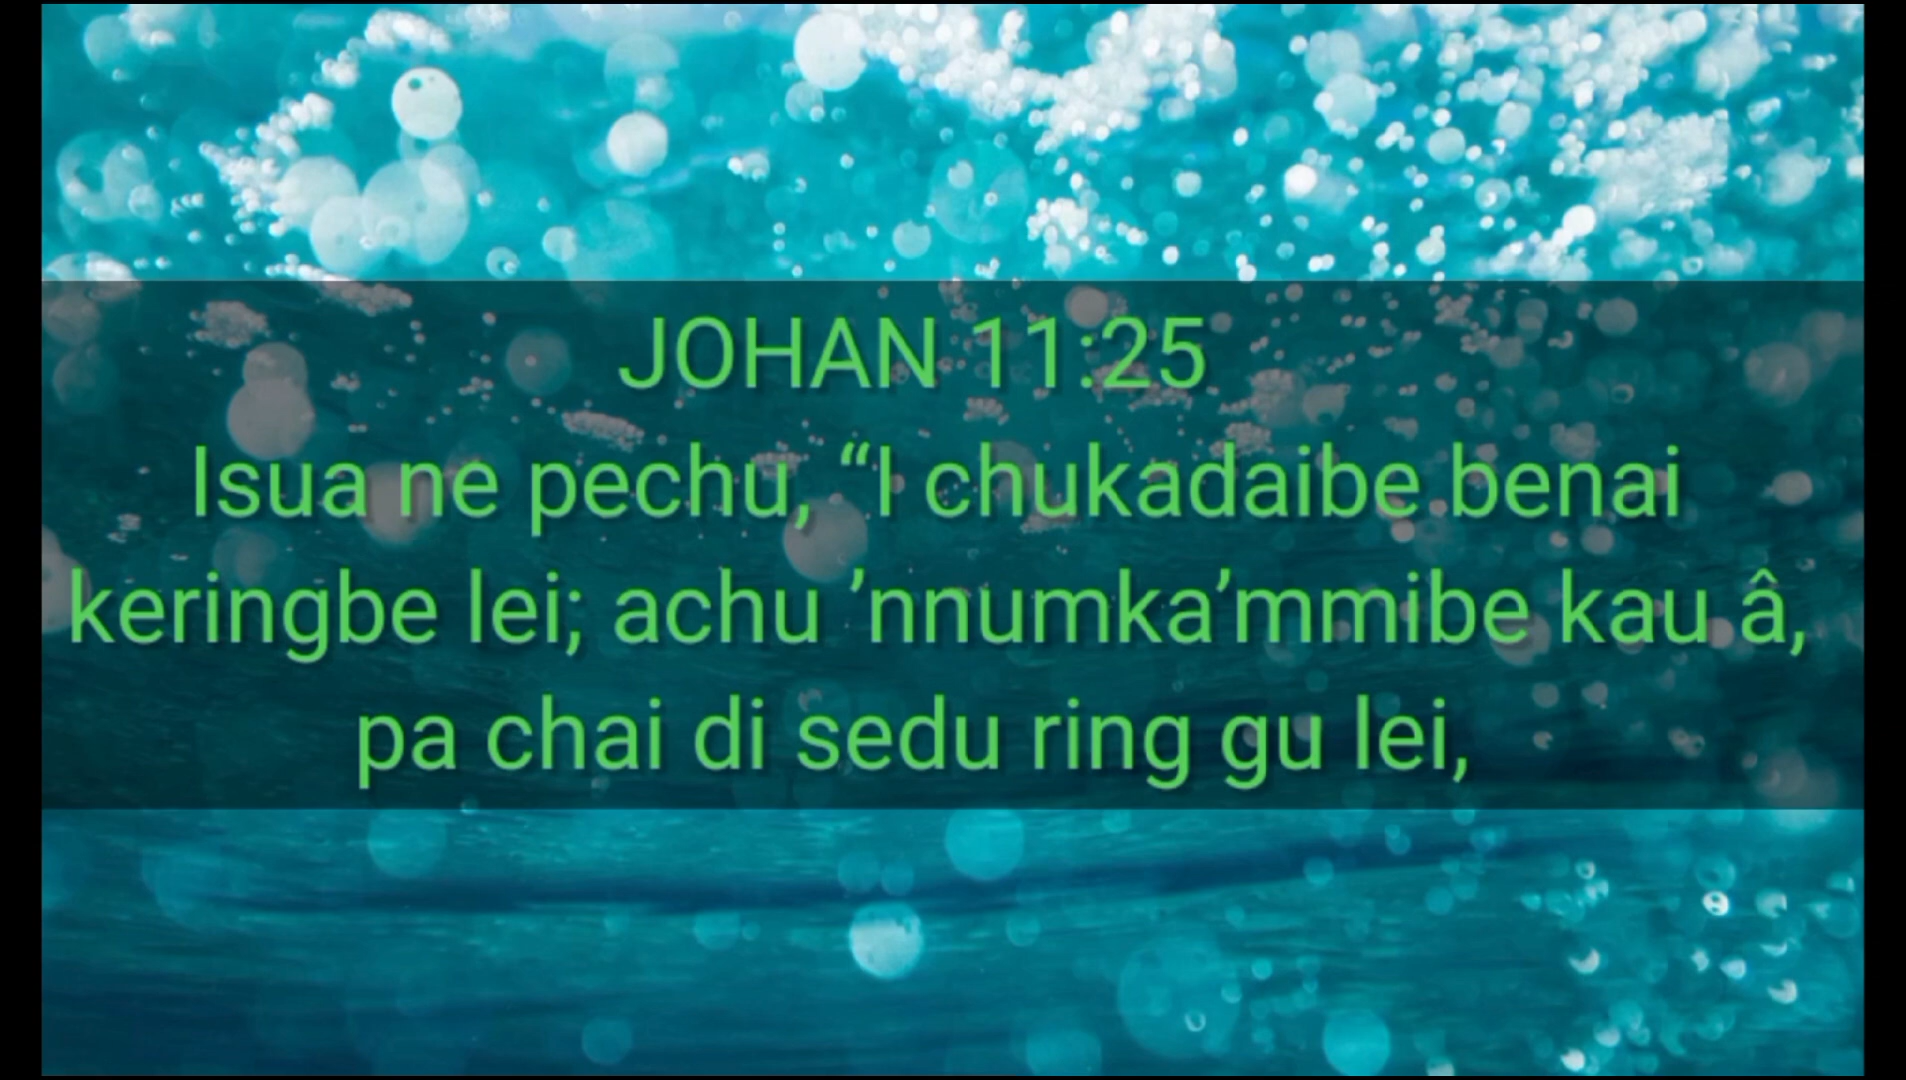 JOHAN 11:25
Isua ne pechu, “I chukadaibe benai
keringbe lei; achu ’nnumka’mmibe kau â,
pa chai di sedu ring gu lei,